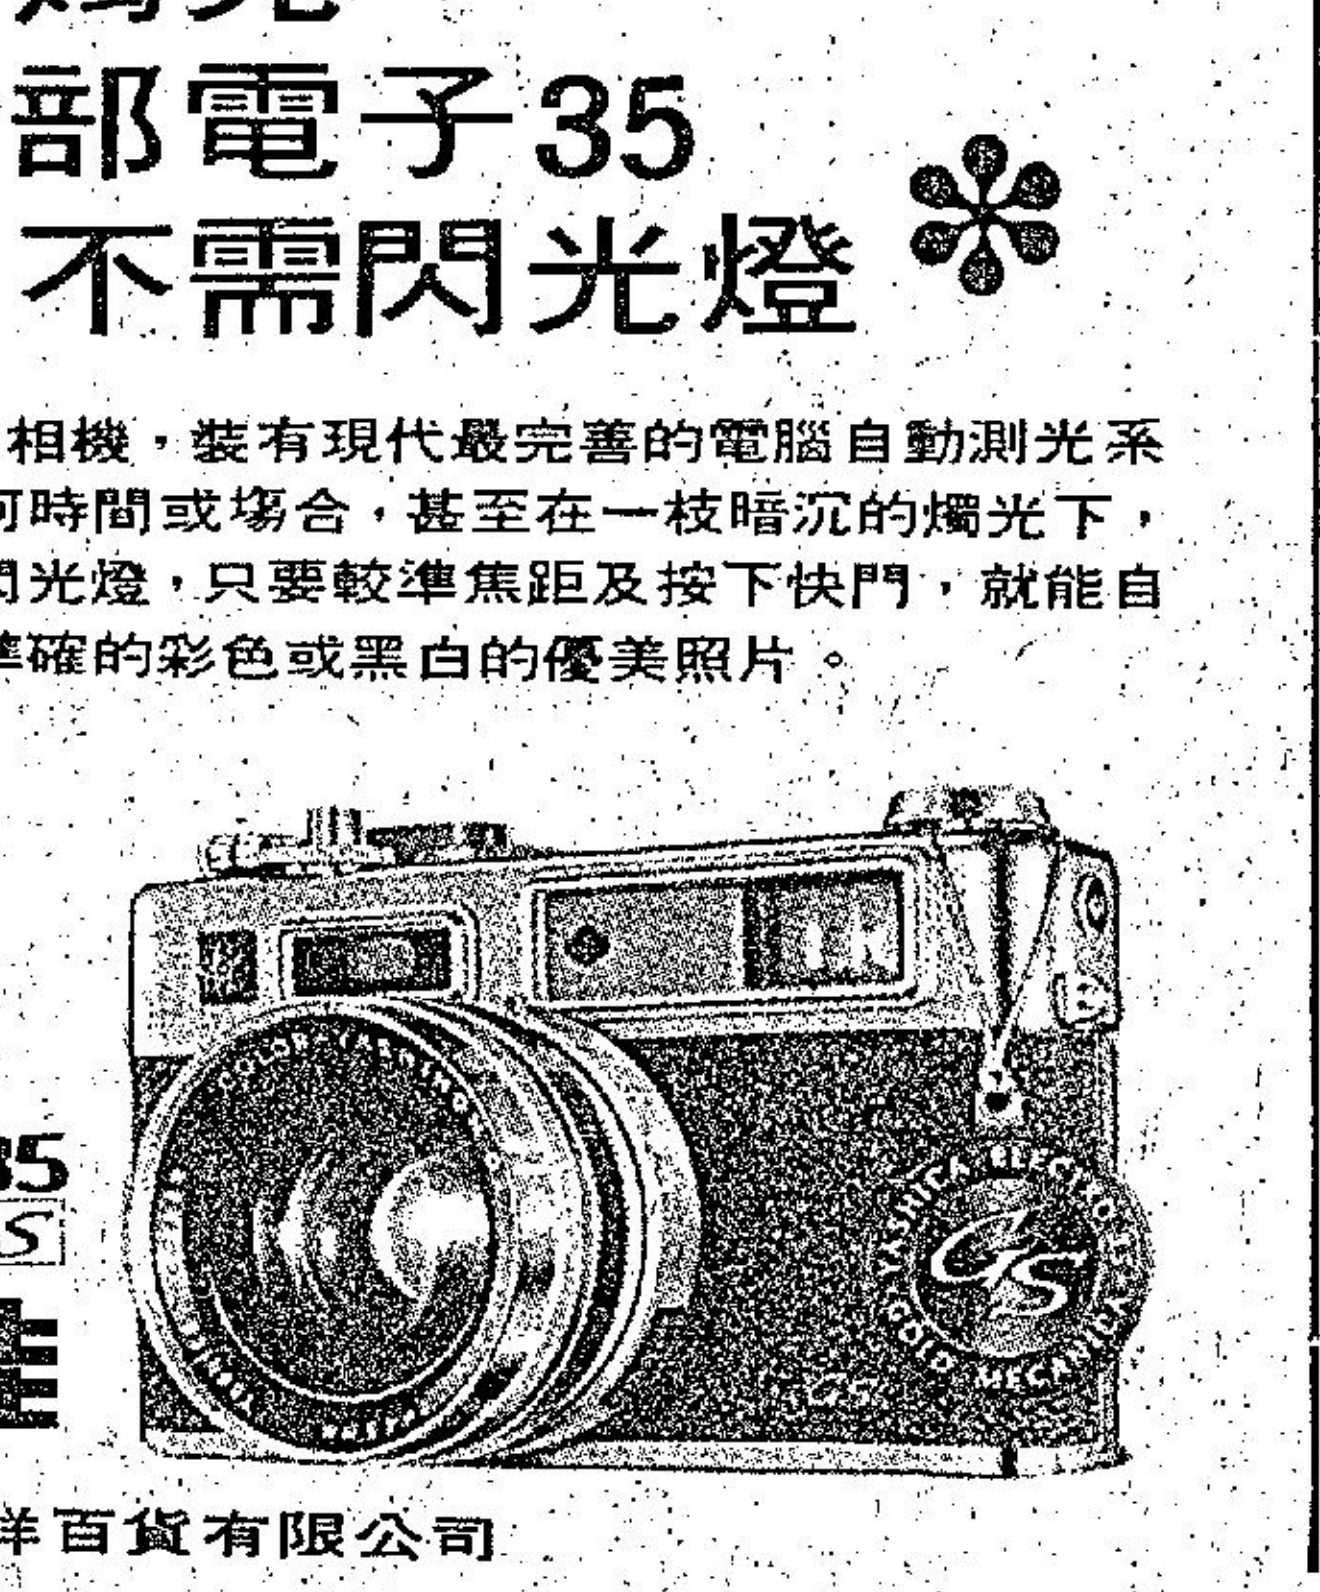 燭光
部電子35
不需閃光燈
相機，裝有現代最完善的電腦自動測光系
何時間或塲合，甚至在一枝暗沉的燭光下，
閃光燈，只要較準焦距及按下快門，就能自
準確的彩色或黑白的優美照片。
COLOR YASHINON
YASHICA ELECTRO
GS
GS
35
洋百貨有限公司